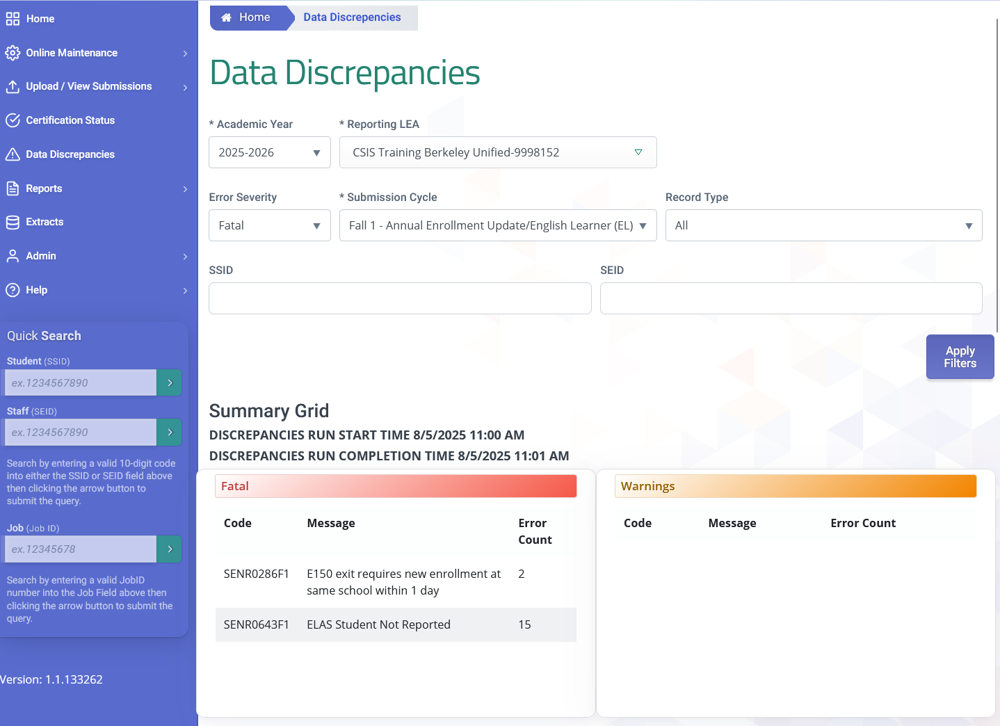 Home
Online Maintenance
Upload / View Submissions
Certification Status
Data Discrepancies
Reports
Extracts
Admin
Help
Quick Search
Student (SSID)
ex.1234567890
Staff (SEID)
ex.1234567890
Search by entering a valid 10-digit code
into either the SSID or SEID field above
then clicking the arrow button to
submit the query.
Job (Job ID)
ex.12345678
Search by entering a valid JobID
number into the Job Field above then
clicking the arrow button to submit the
query.
Version: 1.1.133262
Home
Data Discrepencies
Data Discrepancies
* Academic Year
* Reporting LEA
2025-2026
CSIS Training Berkeley Unified-9998152
Error Severity
* Submission Cycle
Record Type
Fatal
Fall 1 - Annual Enrollment Update/English Learner (EL)
All
SSID
SEID
Apply
Filters
Summary Grid
DISCREPANCIES RUN START TIME 8/5/2025 11:00 AM
DISCREPANCIES RUN COMPLETION TIME 8/5/2025 11:01 AM
Fatal
Code Message Error
Count
SENR0286F1 E150 exit requires new enrollment at 2
same school within 1 day
SENR0643F1 ELAS Student Not Reported 15
Warnings
Code Message Error Count